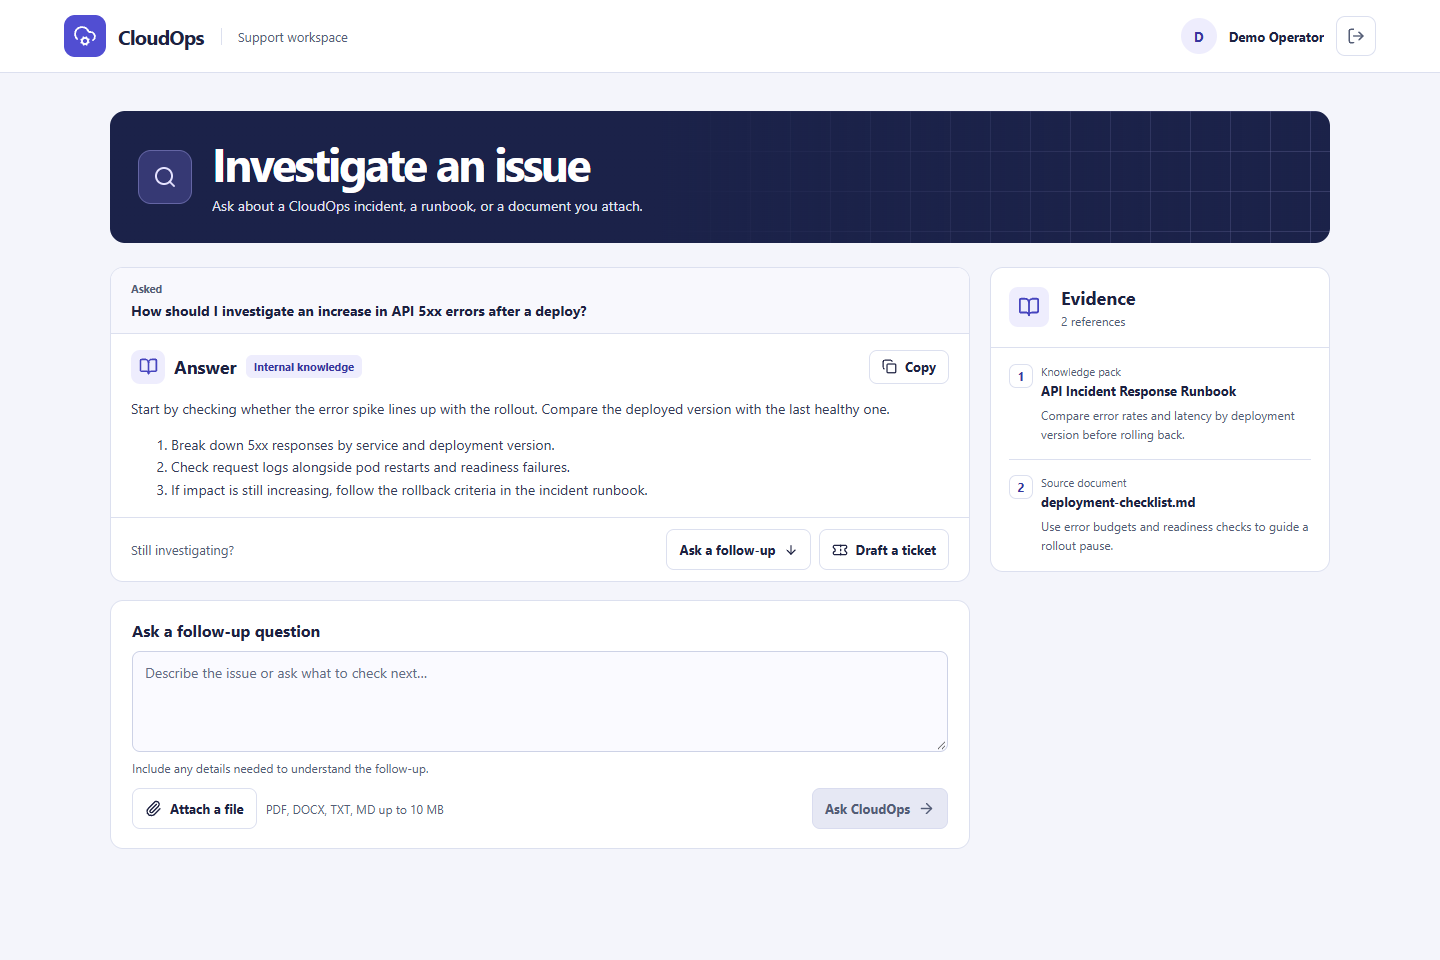 CloudOps
Support workspace
D
Demo Operator
Investigate an issue
Ask about a CloudOps incident, a runbook, or a document you attach.
Asked
How should I investigate an increase in API 5xx errors after a deploy?
Answer
Internal knowledge
Copy
Start by checking whether the error spike lines up with the rollout. Compare the deployed version with the last healthy one.
1. Break down 5xx responses by service and deployment version.
2. Check request logs alongside pod restarts and readiness failures.
3. If impact is still increasing, follow the rollback criteria in the incident runbook.
Still investigating?
Ask a follow-up
Draft a ticket
Evidence
2 references
1
Knowledge pack
API Incident Response Runbook
Compare error rates and latency by deployment
version before rolling back.
2
Source document
deployment-checklist.md
Use error budgets and readiness checks to guide a
rollout pause.
Ask a follow-up question
Describe the issue or ask what to check next...
Include any details needed to understand the follow-up.
Attach a file
PDF, DOCX, TXT, MD up to 10 MB
Ask CloudOps